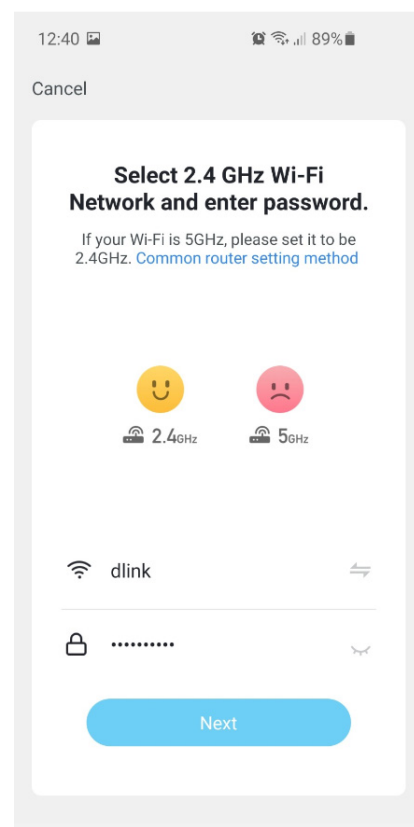 12:40 89%
Cancel
Select 2.4 GHz Wi-Fi
Network and enter password.
If your Wi-Fi is 5GHz, please set it to be
2.4GHz. Common router setting method
2.4GHz 5GHz
dlink
••••••••••
Next